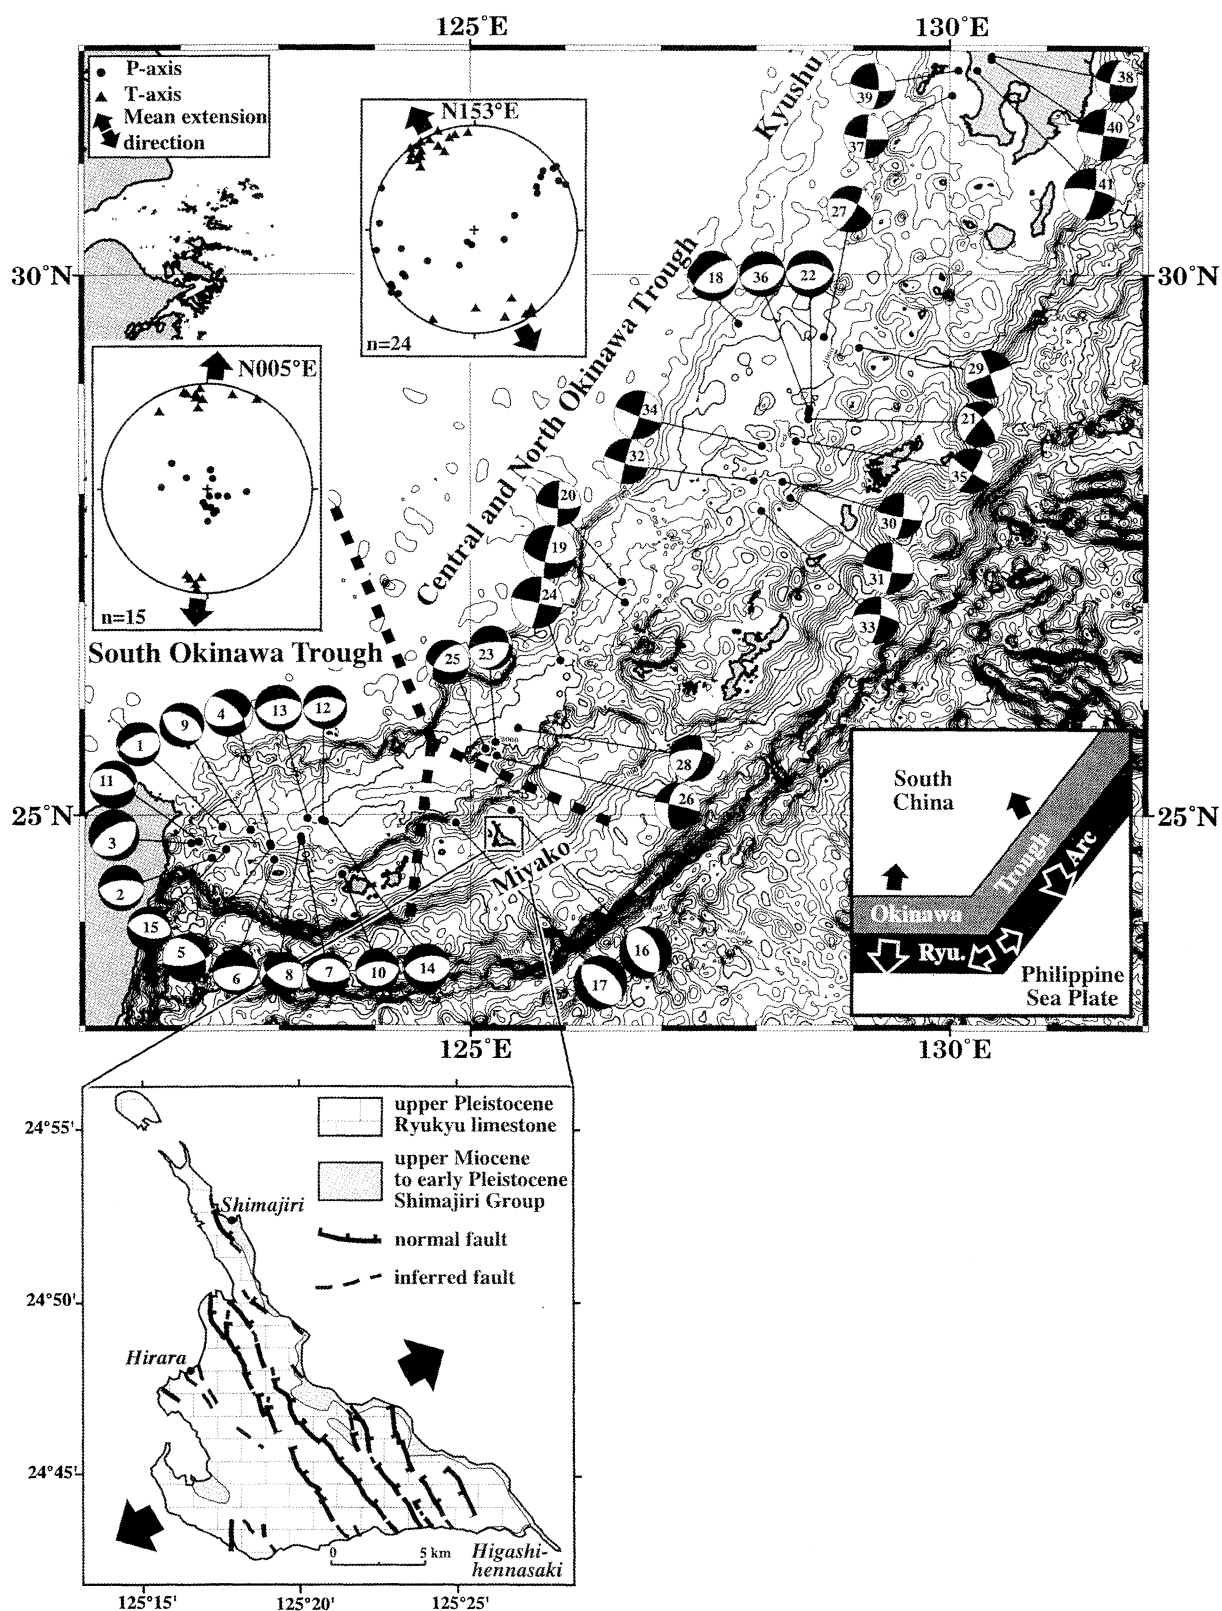 125°E
130°E
P-axis
T-axis
Mean extension
direction
N153°E
n=24
Kyushu
39
38
37
40
41
27
30°N
18
36
22
30°N
N005°E
n=15
Central and North Okinawa Trough
29
34
21
32
35
20
30
19
31
24
33
South Okinawa Trough
25
23
4
13
12
9
1
28
11
26
25°N
3
25°N
2
Miyako
15
5
6
8
7
10
14
16
17
South
China
Trough
Arc
Okinawa
Ryu.
Philippine
Sea Plate
125°E
130°E
24°55'
upper Pleistocene
Ryukyu limestone
upper Miocene
to early Pleistocene
Shimajiri Group
Shimajiri
normal fault
inferred fault
24°50'
Hirara
24°45'
0
5 km
Higashi-
hennasaki
125°15'
125°20'
125°25'